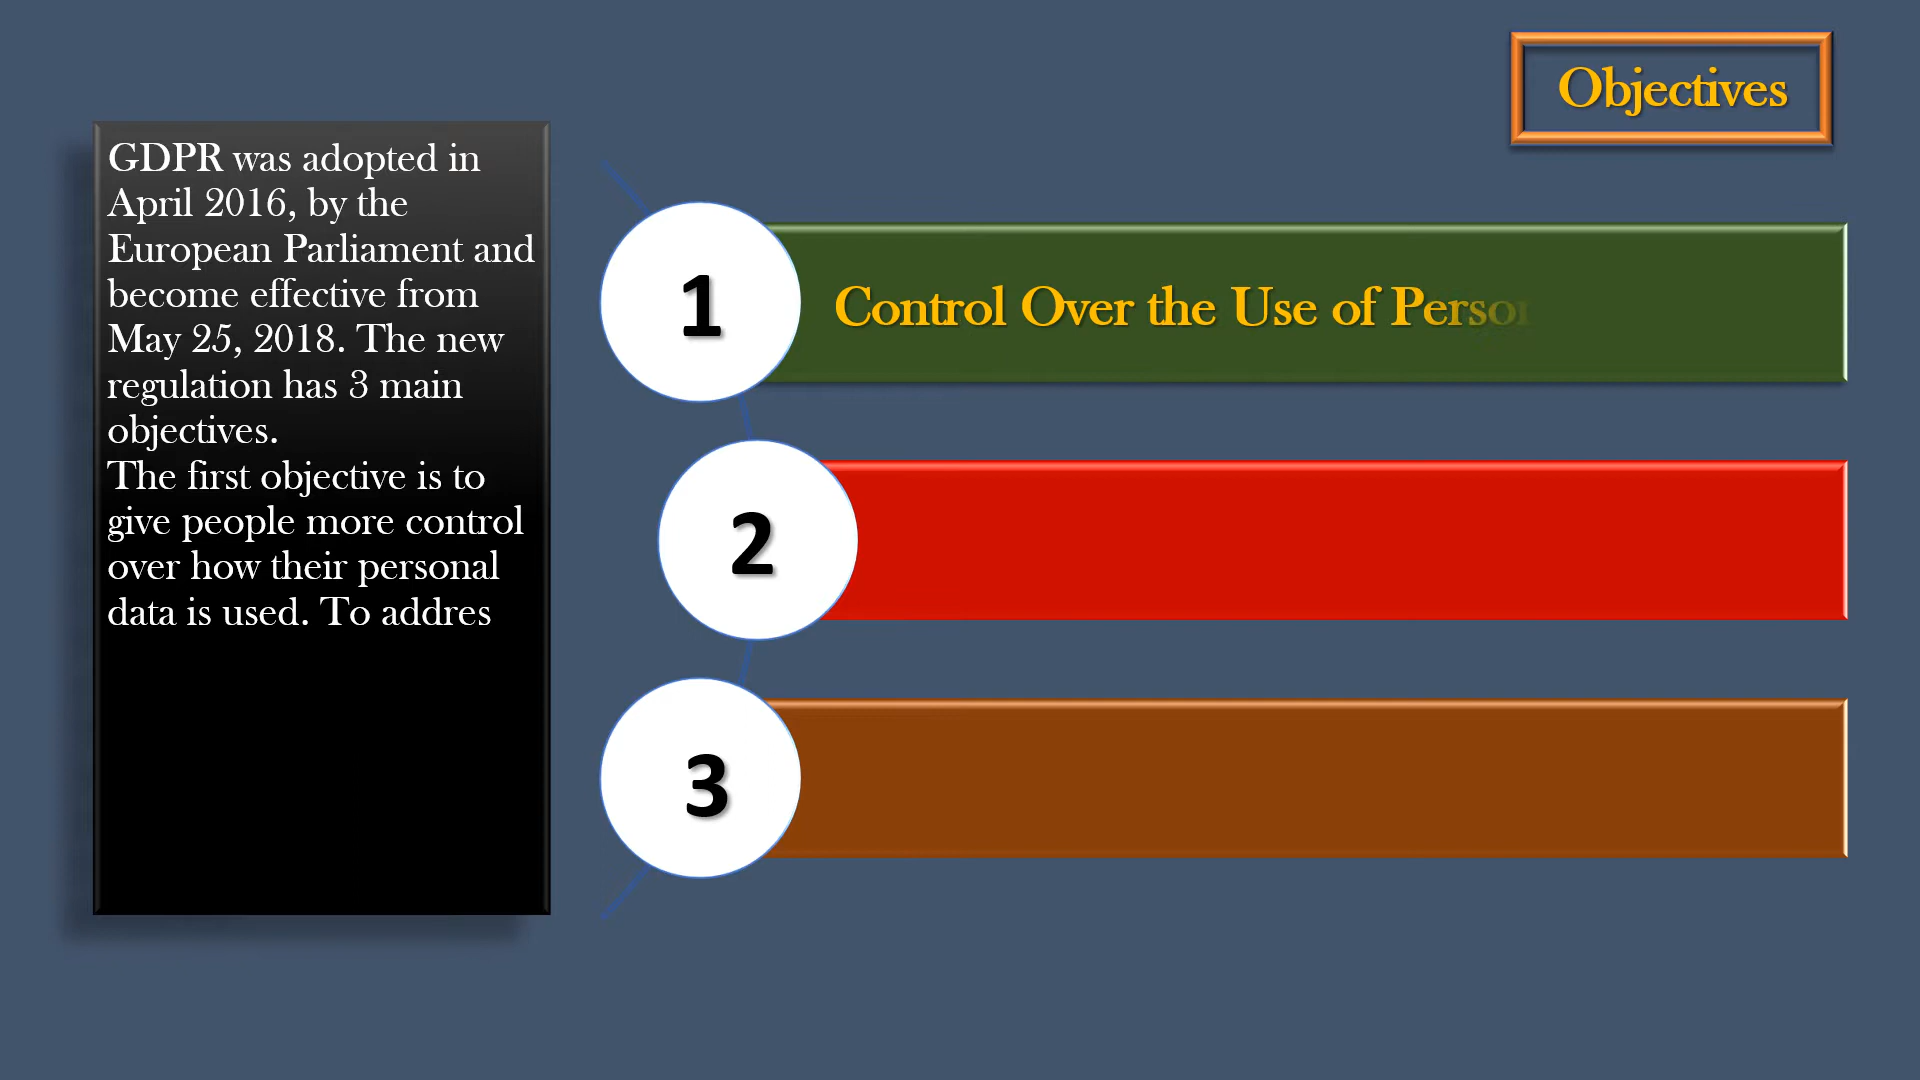 Objectives
GDPR was adopted in
April 2016, by the
European Parliament and
become effective from
May 25, 2018. The new
regulation has 3 main
objectives.
The first objective is to
give people more control
over how their personal
data is used. To addres
1
Control Over the Use of Person
2
3